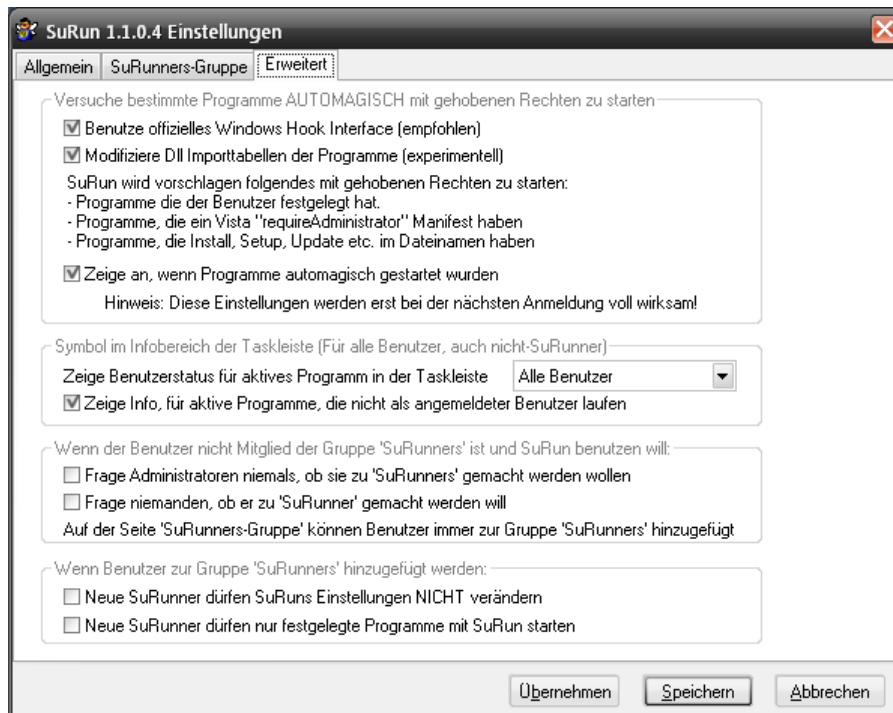 SuRun 1.1.0.4 Einstellungen
Allgemein SuRunners-Gruppe Erweitert
Versuche bestimmte Programme AUTOMAGISCH mit gehobenen Rechten zu starten
Benutze offizielles Windows Hook Interface (empfohlen)
Modifiziere Dll Importtabellen der Programme (experimentell)
SuRun wird vorschlagen folgendes mit gehobenen Rechten zu starten:
- Programme die der Benutzer festgelegt hat.
- Programme, die ein Vista "requireAdministrator" Manifest haben
- Programme, die Install, Setup, Update etc. im Dateinamen haben
Zeige an, wenn Programme automagisch gestartet wurden
Hinweis: Diese Einstellungen werden erst bei der nächsten Anmeldung voll wirksam!
Symbol im Infobereich der Taskleiste (Für alle Benutzer, auch nicht-SuRunner)
Zeige Benutzerstatus für aktives Programm in der Taskleiste Alle Benutzer
Zeige Info, für aktive Programme, die nicht als angemeldeter Benutzer laufen
Wenn der Benutzer nicht Mitglied der Gruppe 'SuRunners' ist und SuRun benutzen will:
Frage Administratoren niemals, ob sie zu 'SuRunners' gemacht werden wollen
Frage niemanden, ob er zu 'SuRunner' gemacht werden will
Auf der Seite 'SuRunners-Gruppe' können Benutzer immer zur Gruppe 'SuRunners' hinzugefügt
Wenn Benutzer zur Gruppe 'SuRunners' hinzugefügt werden:
Neue SuRunner dürfen SuRuns Einstellungen NICHT verändern
Neue SuRunner dürfen nur festgelegte Programme mit SuRun starten
Übernehmen Speichern Abbrechen